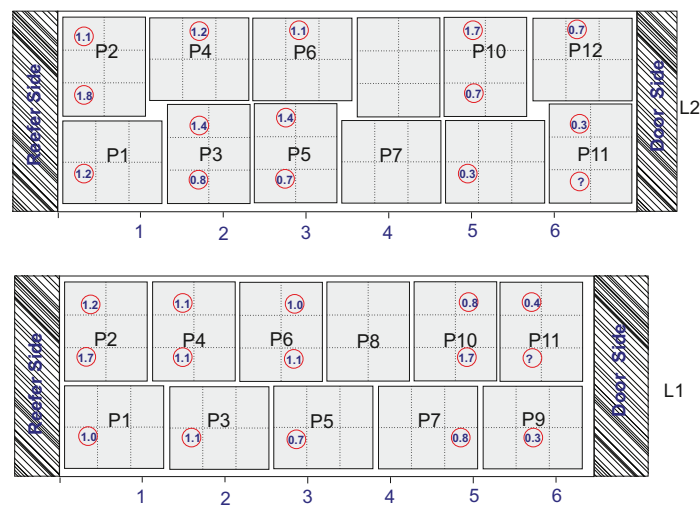 1.1 1.2 1.1 1.7 0.7
P2 P4 P6 P10 P12
1.8 0.7
Reefer Side
Door Side
L2
1.4 1.4 0.3
P1 P3 P5 P7 P11
1.2 0.8 0.7 0.3 ?
1 2 3 4 5 6
1.2 1.1 1.0 0.8 0.4
P2 P4 P6 P8 P10 P11
1.7 1.1 1.1 1.7 ?
Reefer Side
Door Side
L1
P1 P3 P5 P7 P9
1.0 1.1 0.7 0.8 0.3
1 2 3 4 5 6